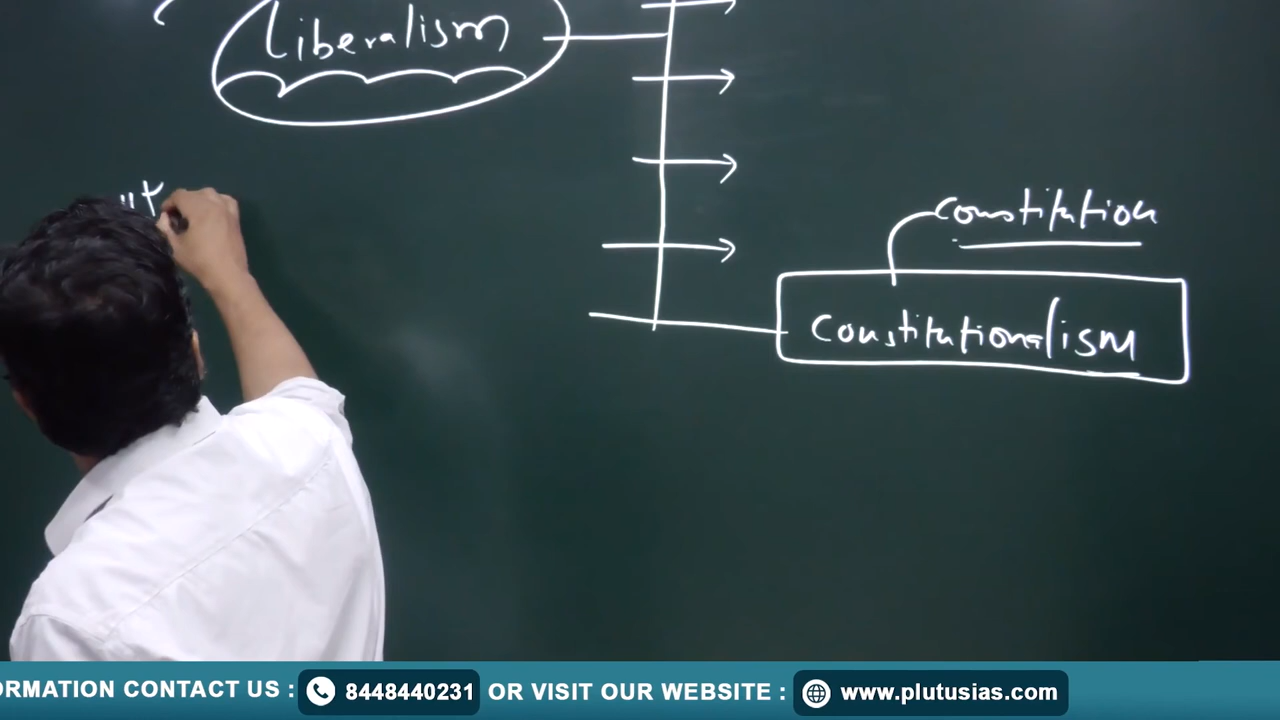 Liberalism
constitution
Constitutionalism
ORMATION CONTACT US : 8448440231 OR VISIT OUR WEBSITE : www.plutusias.com